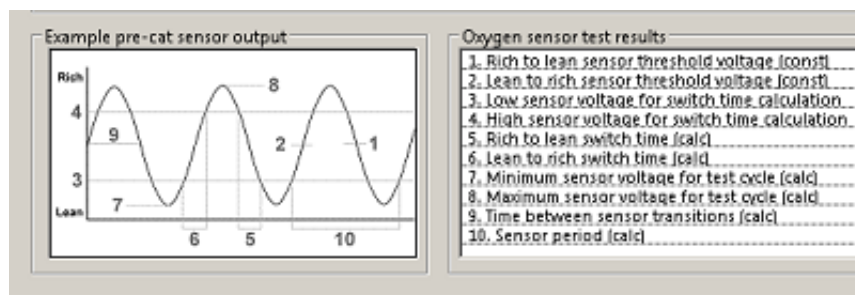 Example pre-cat sensor output
Rich
8
4
9
2
1
3
7
Lean
6
5
10
Oxygen sensor test results
1. Rich to lean sensor threshold voltage (const)
2. Lean to rich sensor threshold voltage (const)
3. Low sensor voltage for switch time calculation
4. High sensor voltage for switch time calculation
5. Rich to lean switch time (calc)
6. Lean to rich switch time (calc)
7. Minimum sensor voltage for test cycle (calc)
8. Maximum sensor voltage for test cycle (calc)
9. Time between sensor transitions (calc)
10. Sensor period (calc)